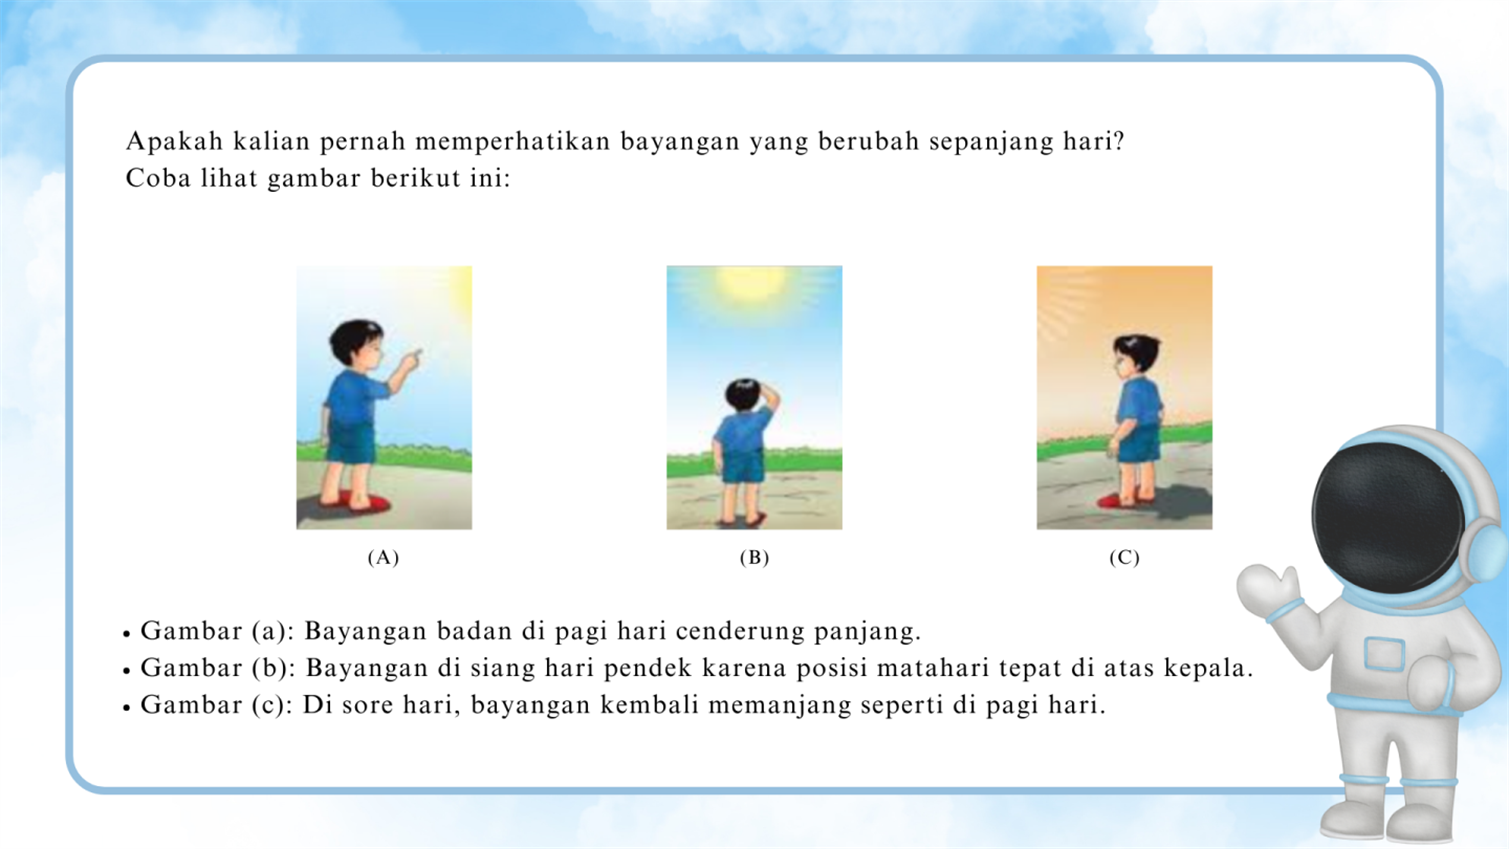 Apakah kalian pernah memperhatikan bayangan yang berubah sepanjang hari?
Coba lihat gambar berikut ini:
(A)
(B)
(C)
• Gambar (a): Bayangan badan di pagi hari cenderung panjang.
• Gambar (b): Bayangan di siang hari pendek karena posisi matahari tepat di atas kepala.
• Gambar (c): Di sore hari, bayangan kembali memanjang seperti di pagi hari.